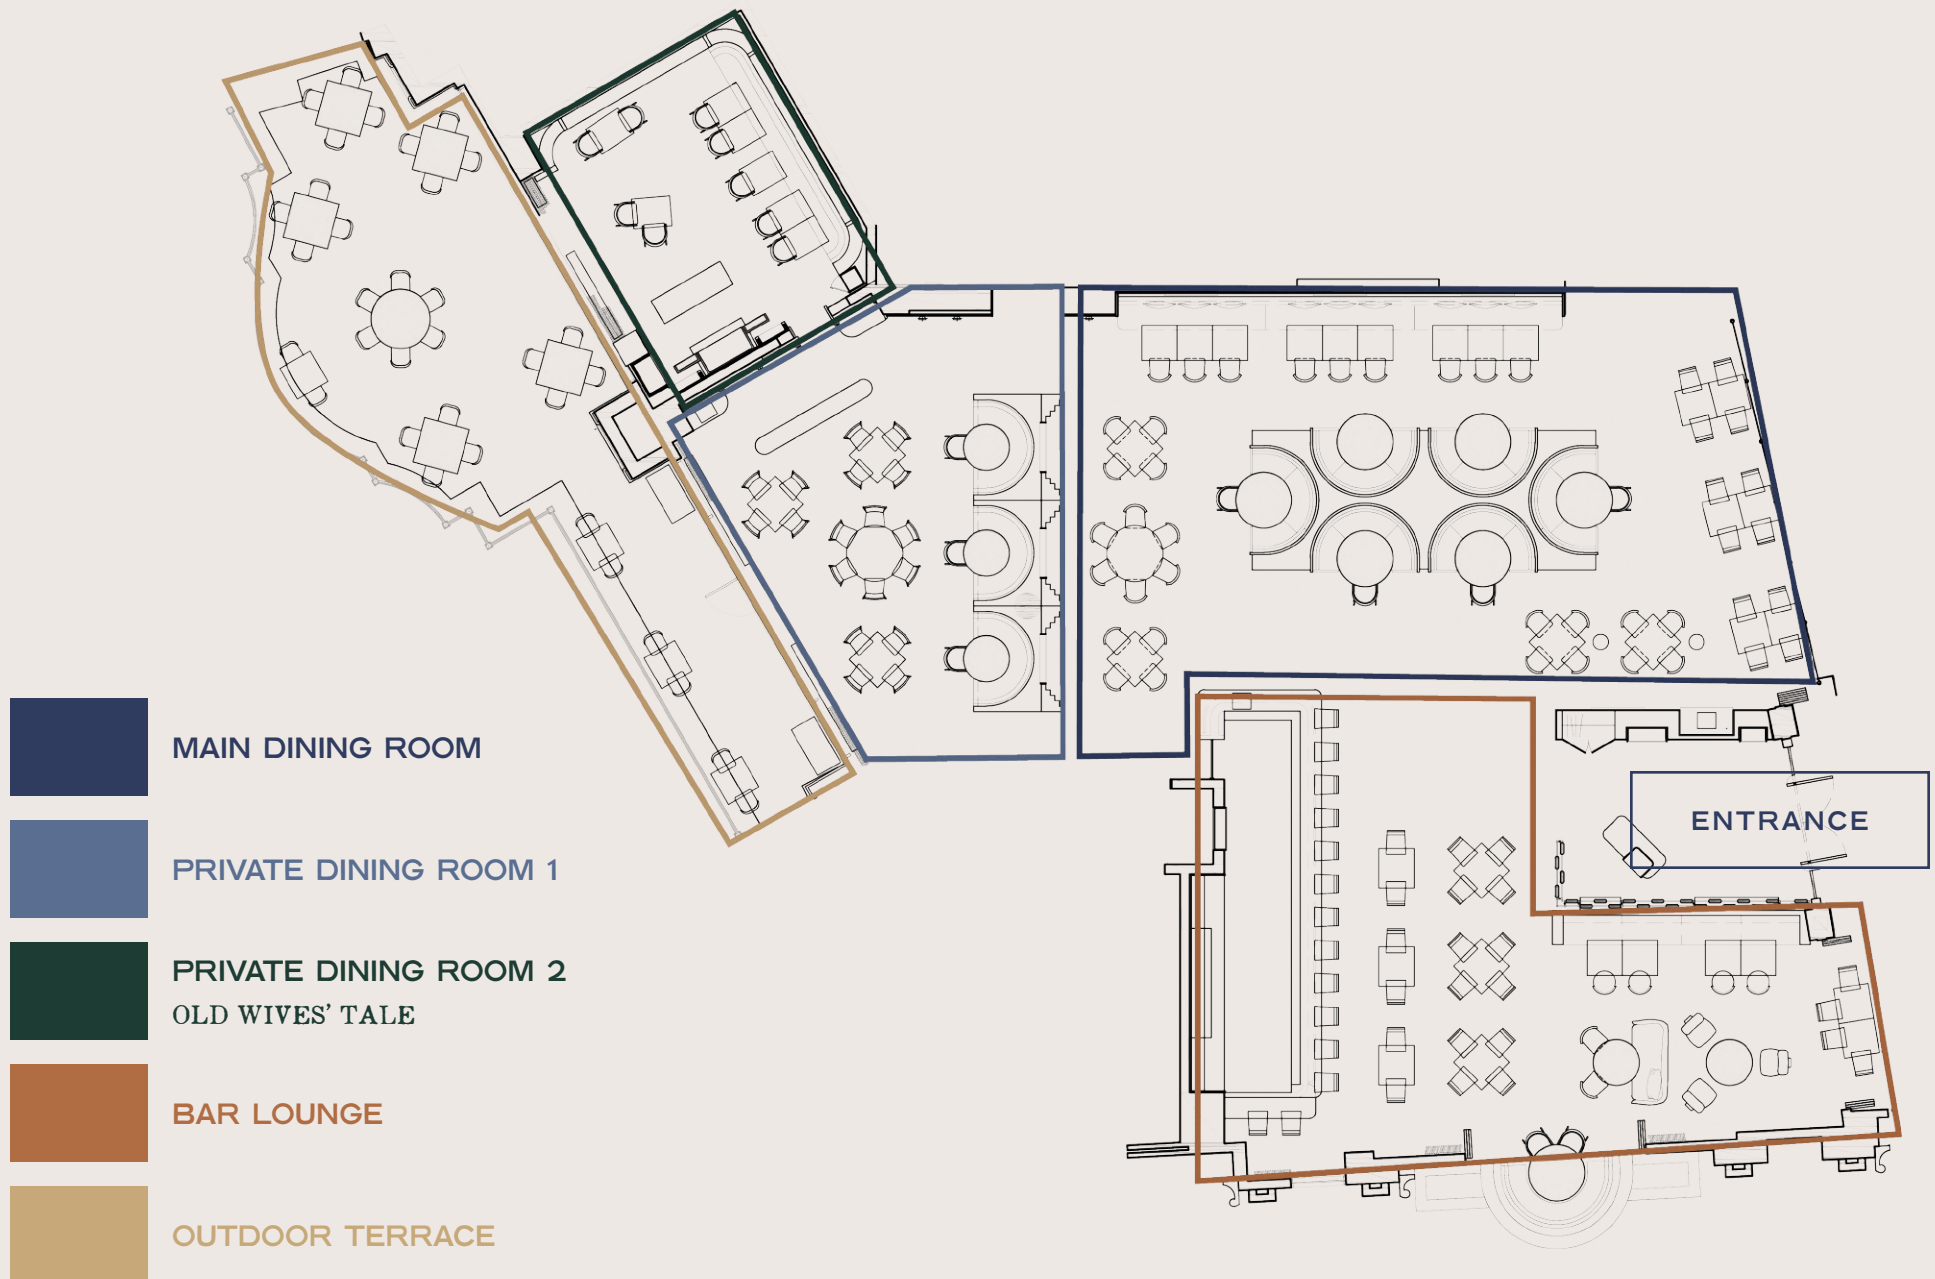 ENTRANCE
MAIN DINING ROOM
PRIVATE DINING ROOM 1
PRIVATE DINING ROOM 2
OLD WIVES' TALE
BAR LOUNGE
OUTDOOR TERRACE